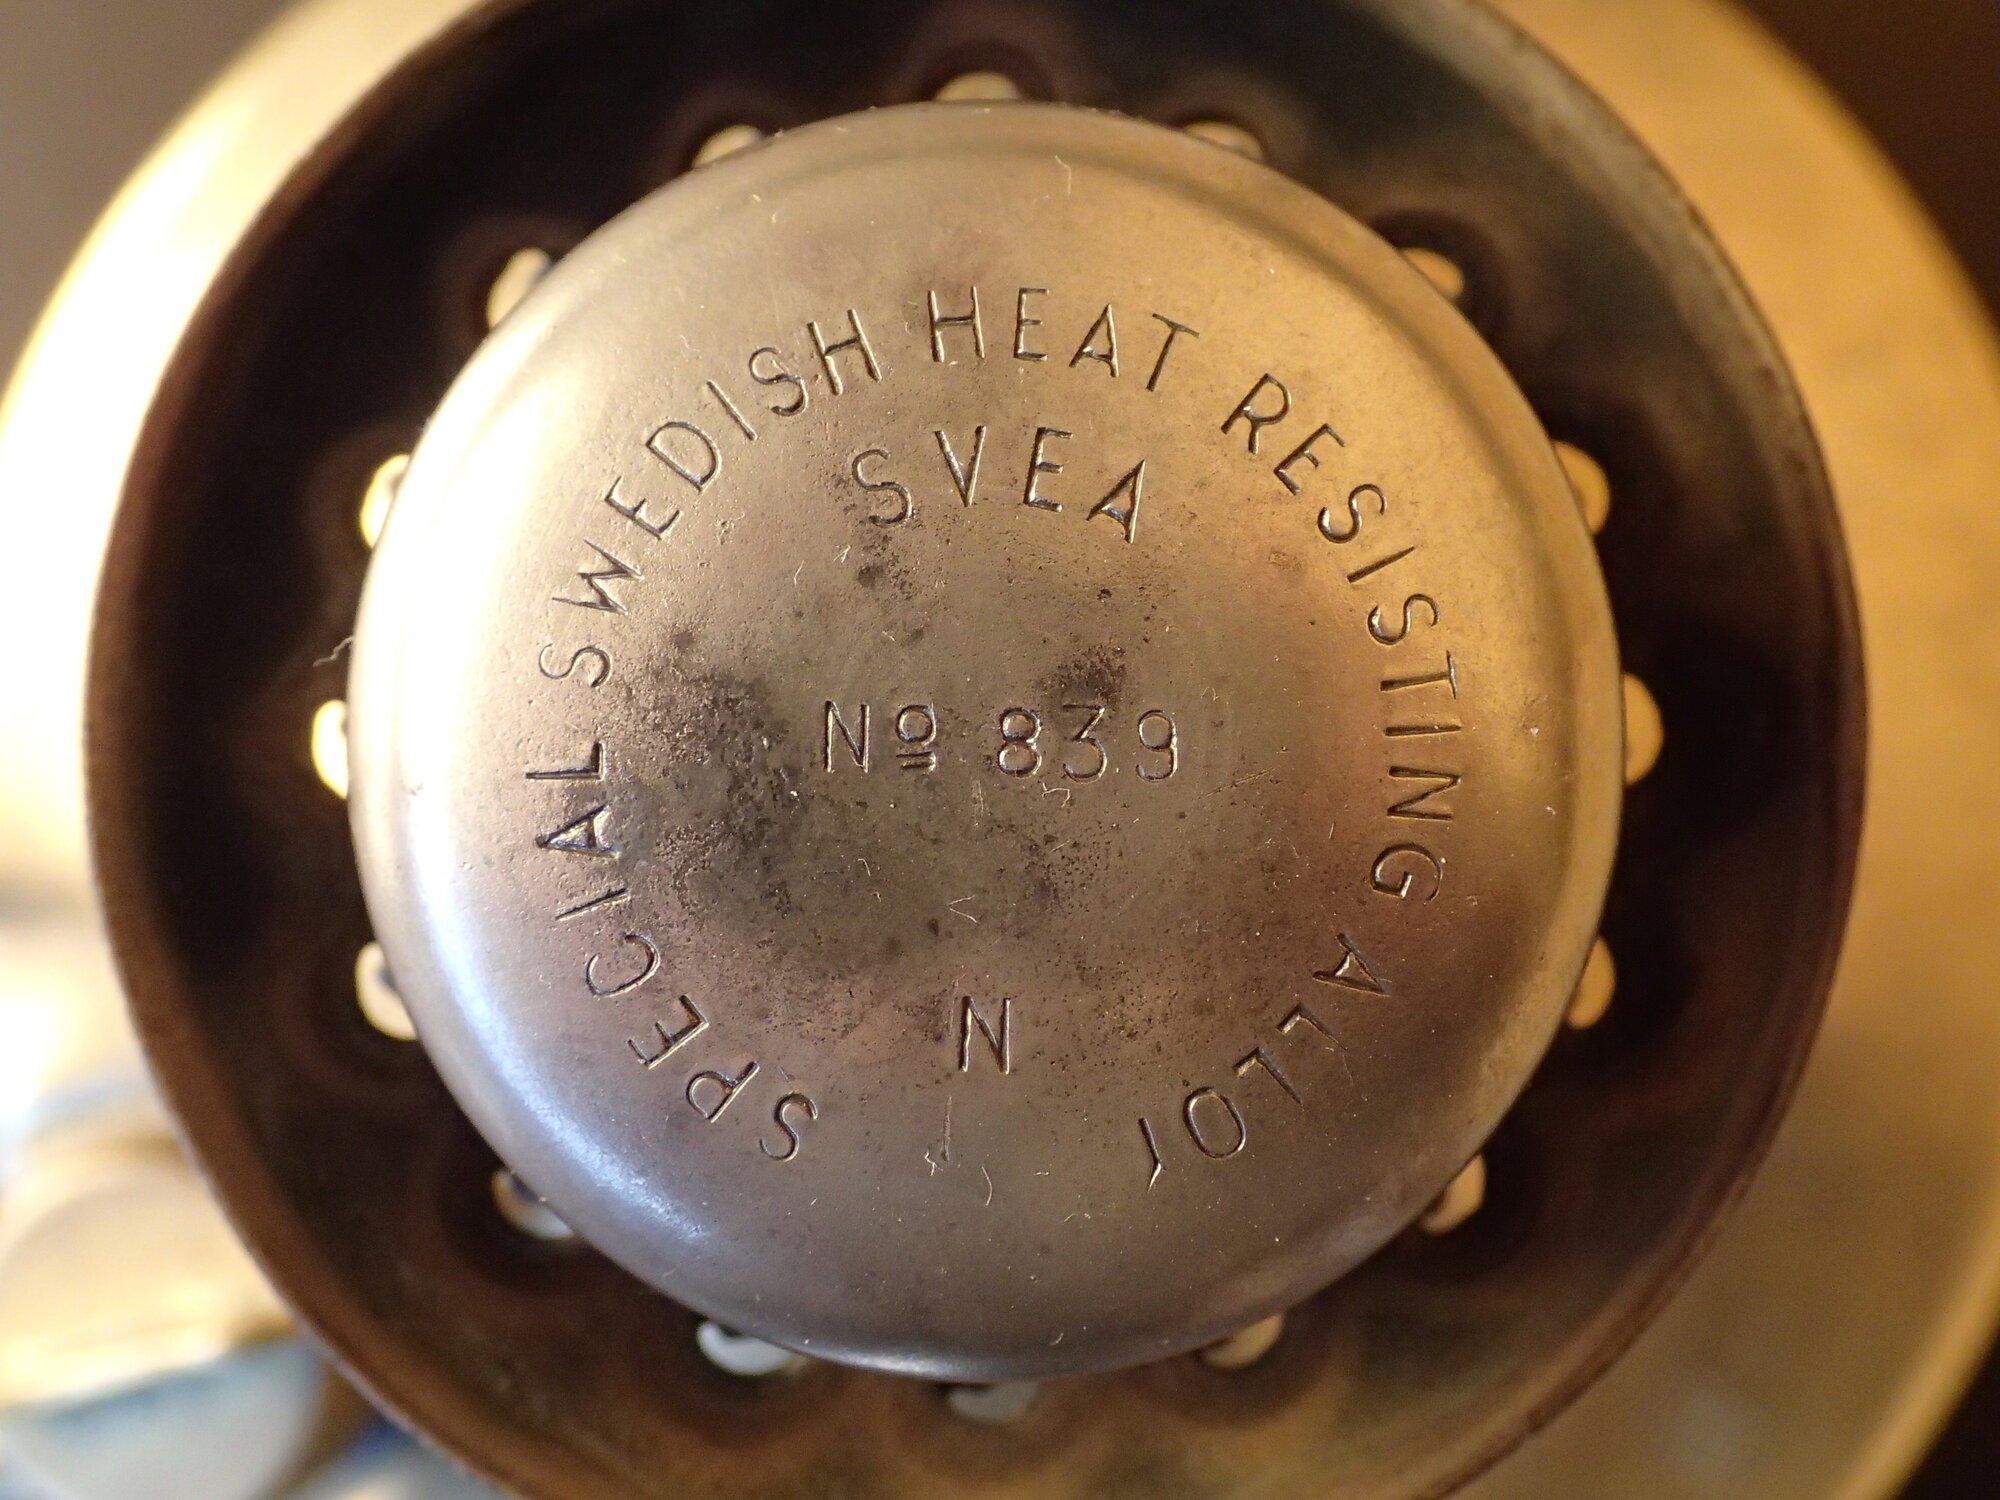 SPECIAL SWEDISH HEAT RESISTING ALLOY
SVEA
Nº 839
N